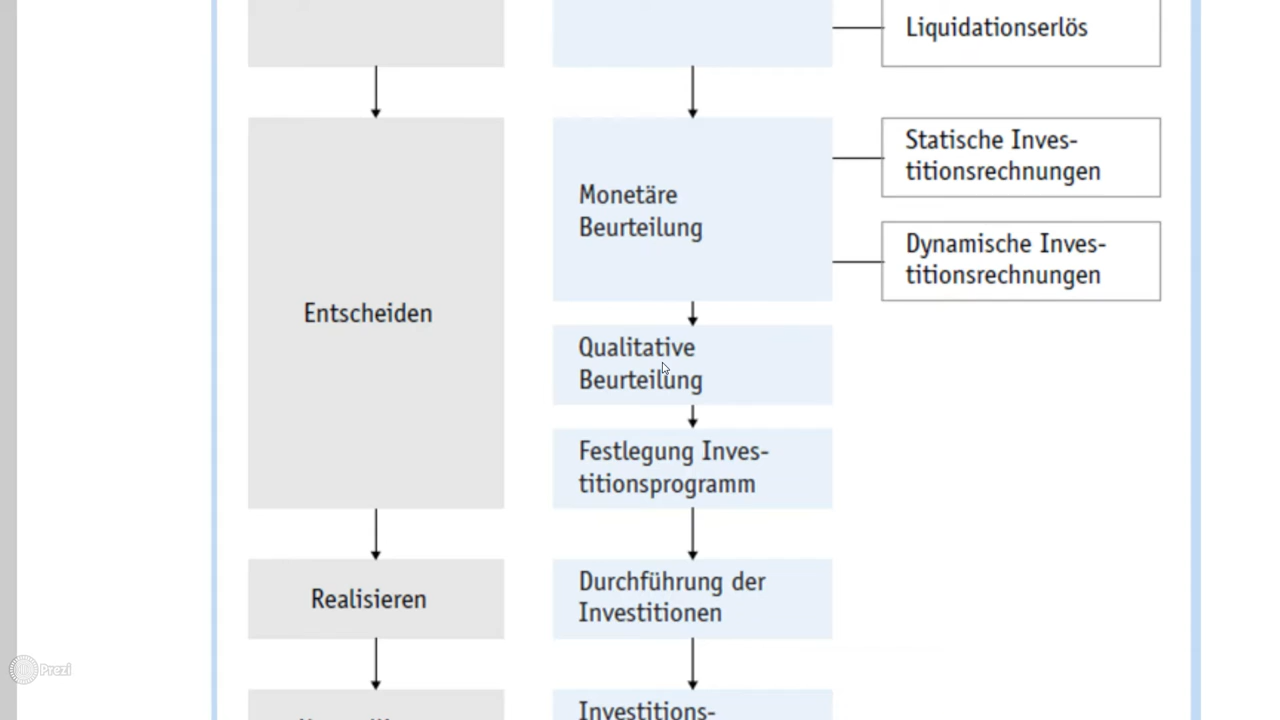 Liquidationserlös
Statische Inves-
titionsrechnungen
Monetäre
Beurteilung
Dynamische Inves-
titionsrechnungen
Entscheiden
Qualitative
Beurteilung
Festlegung Inves-
titionsprogramm
Realisieren
Durchführung der
Investitionen
Investitions-
Prezi